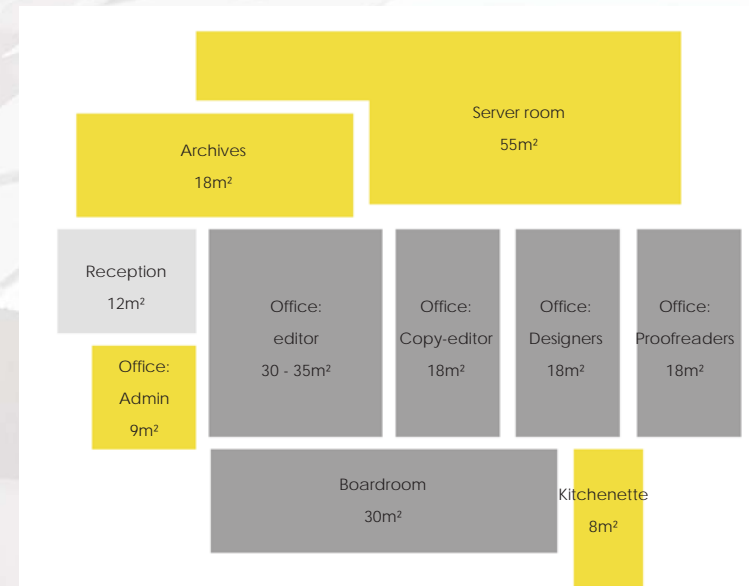 Server room
55m²
Archives
18m²
Reception
12m²
Office:
editor
30 - 35m²
Office:
Copy-editor
18m²
Office:
Designers
18m²
Office:
Proofreaders
18m²
Office:
Admin
9m²
Boardroom
30m²
Kitchenette
8m²